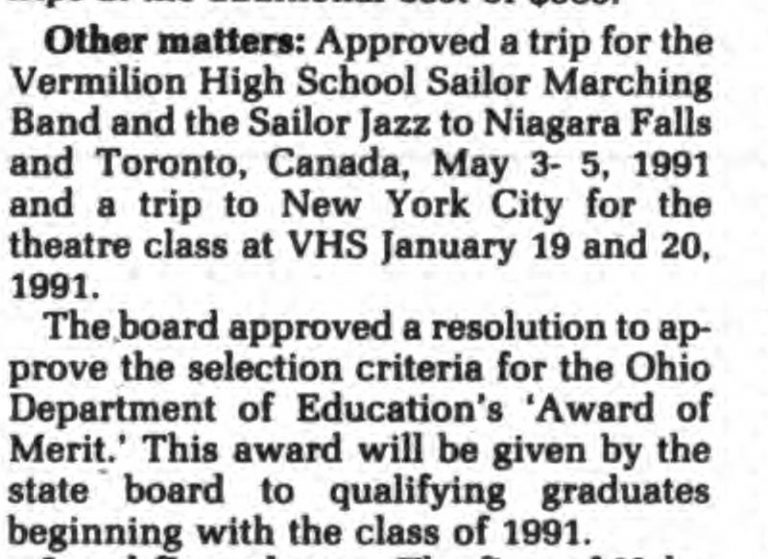 Other matters: Approved a trip for the
Vermilion High School Sailor Marching
Band and the Sailor Jazz to Niagara Falls
and Toronto, Canada, May 3- 5, 1991
and a trip to New York City for the
theatre class at VHS January 19 and 20,
1991.
The board approved a resolution to ap-
prove the selection criteria for the Ohio
Department of Education's 'Award of
Merit.' This award will be given by the
state board to qualifying graduates
beginning with the class of 1991.